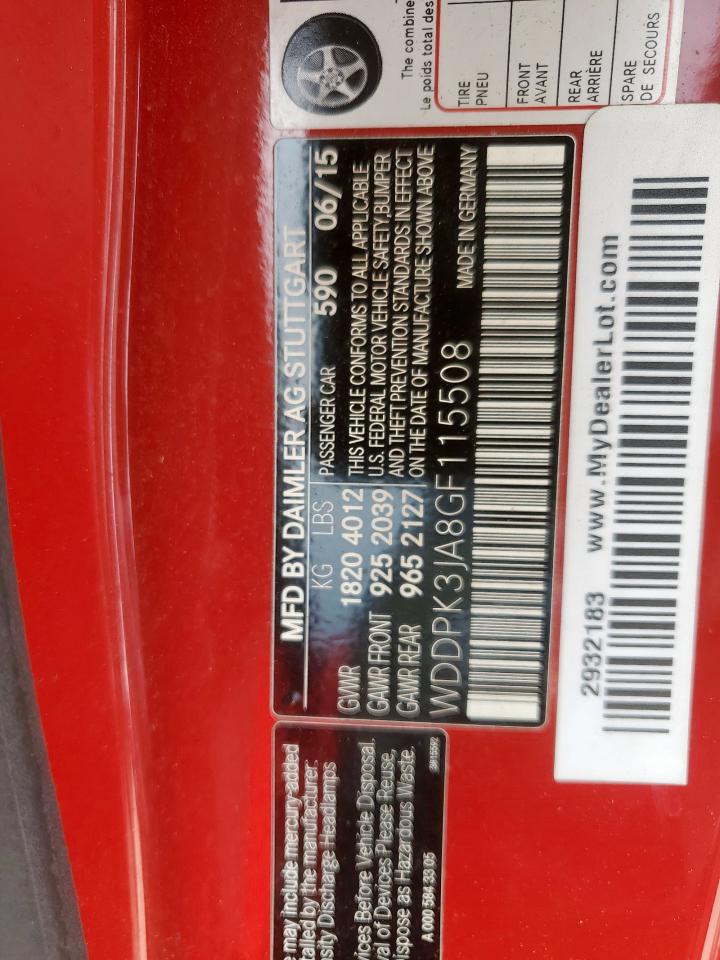 The combine
Le poids total des
TIRE
PNEU
FRONT
AVANT
REAR
ARRIÈRE
SPARE
DE SECOURS
MFD BY DAIMLER AG STUTTGART
KG LBS PASSENGER CAR 590 06/15
GVWR 1820 4012
GAWR FRONT 925 2039
GAWR REAR 965 2127
THIS VEHICLE CONFORMS TO ALL APPLICABLE
U.S. FEDERAL MOTOR VEHICLE SAFETY, BUMPER
AND THEFT PREVENTION STANDARDS IN EFFECT
ON THE DATE OF MANUFACTURE SHOWN ABOVE
WDDPK3JA8GF115508 MADE IN GERMANY
2932183 www.MyDealerLot.com
may include mercury-added
talled by the manufacturer:
sity Discharge Headlamps
vices Before Vehicle Disposal.
val of Devices Please Reuse,
ispose as Hazardous Waste.
A 000 584 33 05